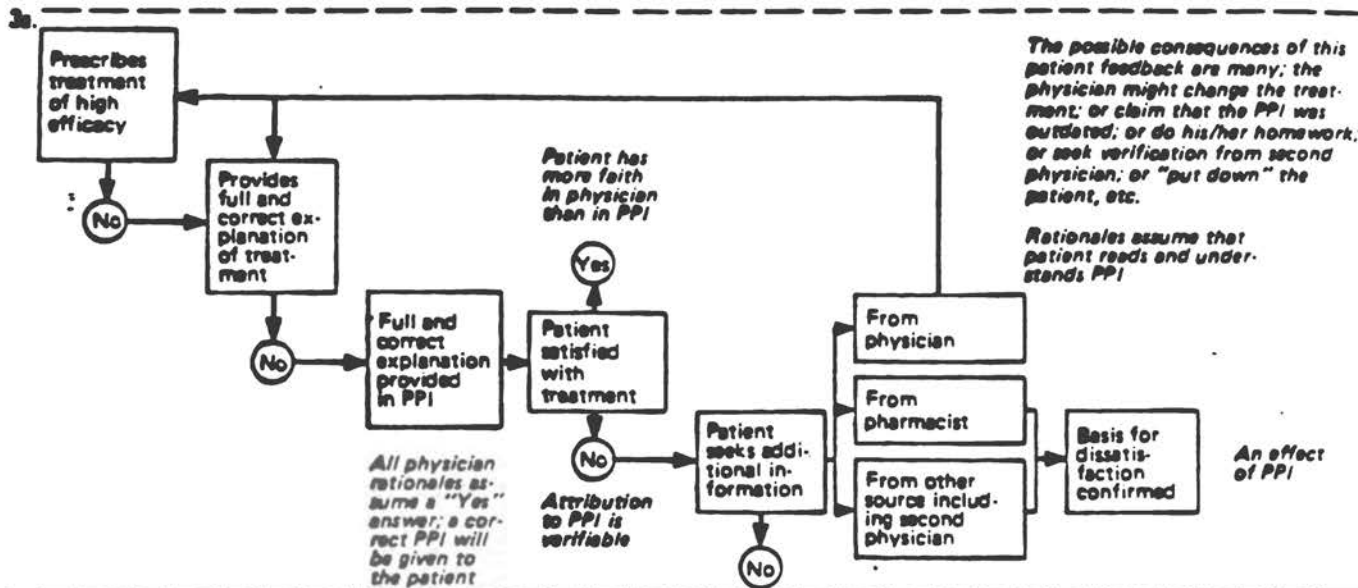 3a.
Prescribes
treatment
of high
efficacy
No
Provides
full and
correct ex-
planation
of treat-
ment
No
Full and
correct
explanation
provided
in PPI
All physician
rationales as-
sume a "Yes"
answer; a cor-
rect PPI will
be given to
the patient
Patient has
more faith
in physician
than in PPI
Yes
Patient
satisfied
with
treatment
No
Attribution
to PPI is
verifiable
Patient
seeks addi-
tional in-
formation
No
From
physician
From
pharmacist
From other
source includ-
ing second
physician
Basis for
dissatis-
faction
confirmed
An effect
of PPI
The possible consequences of this
patient feedback are many; the
physician might change the treat-
ment; or claim that the PPI was
outdated; or do his/her homework;
or seek verification from second
physician; or "put down" the
patient, etc.
Rationales assume that
patient reads and under-
stands PPI